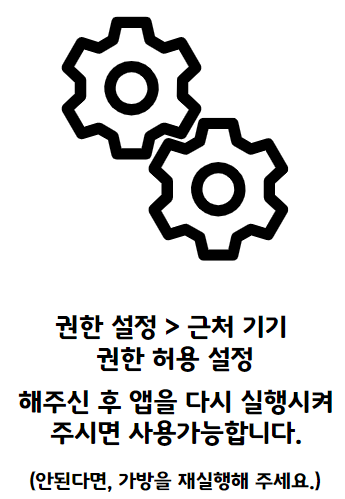 권한 설정 > 근처 기기
권한 허용 설정
해주신 후 앱을 다시 실행시켜
주시면 사용가능합니다.
(안된다면, 가방을 재실행해 주세요.)